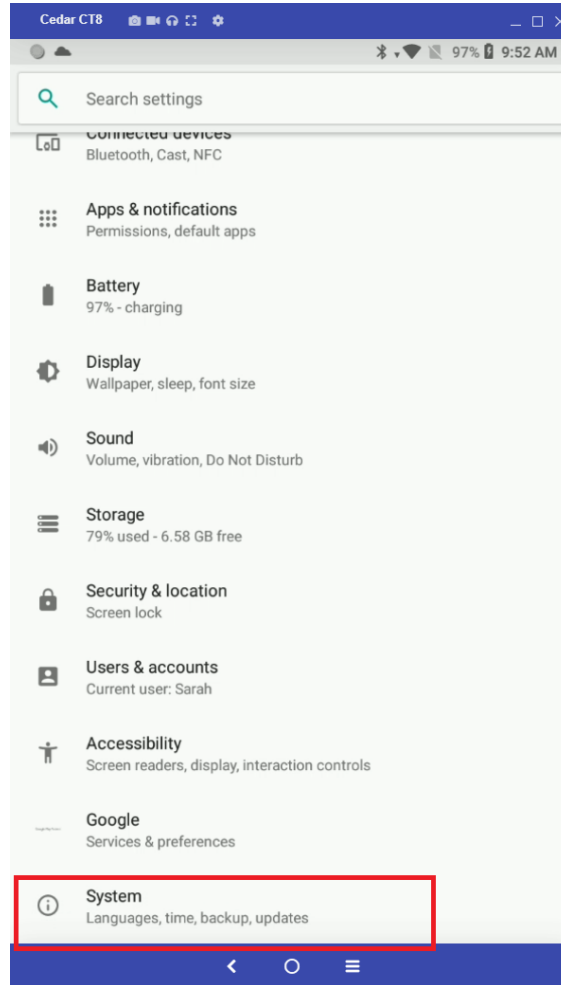 Cedar CT8
97% 9:52 AM
Search settings
Connected devices
Bluetooth, Cast, NFC
Apps & notifications
Permissions, default apps
Battery
97% - charging
Display
Wallpaper, sleep, font size
Sound
Volume, vibration, Do Not Disturb
Storage
79% used - 6.58 GB free
Security & location
Screen lock
Users & accounts
Current user: Sarah
Accessibility
Screen readers, display, interaction controls
Google
Services & preferences
System
Languages, time, backup, updates